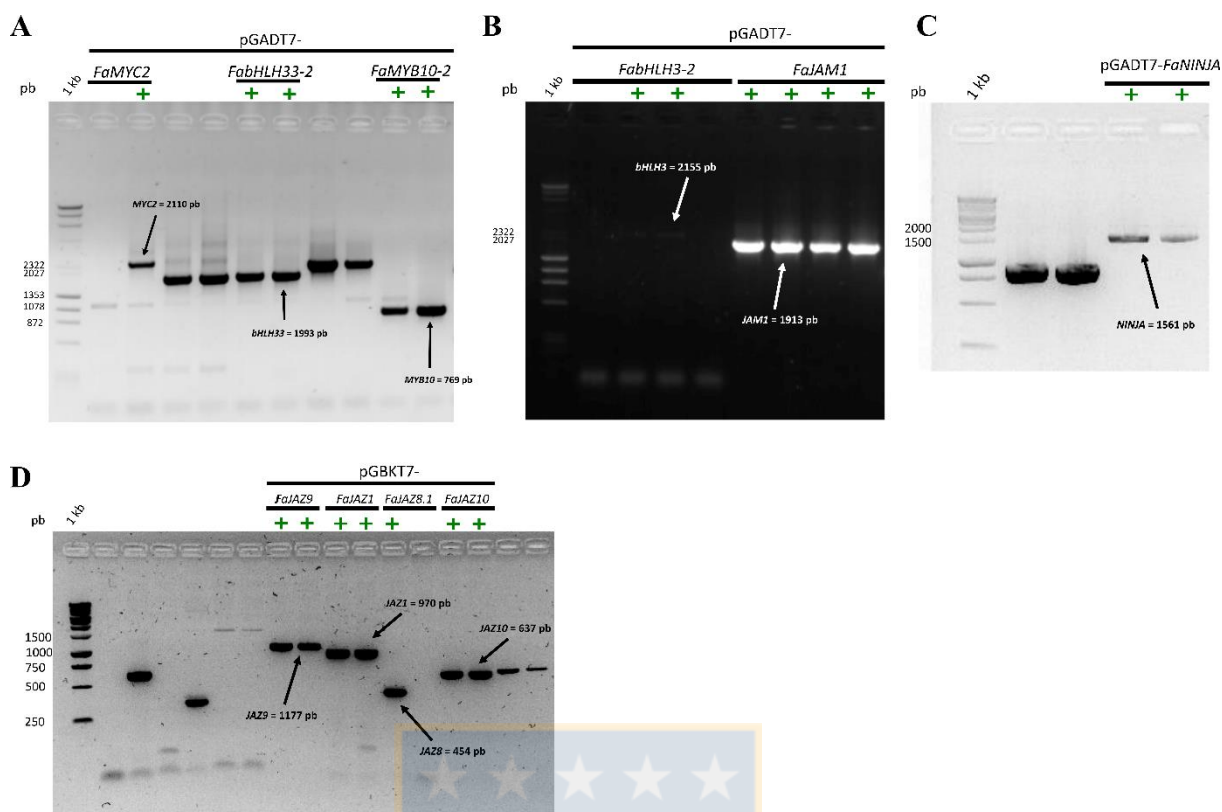 A
pGADT7-
FaMYC2 FabHLH33-2 FaMYB10-2
pb 1 kb + + + + +
MYC2 = 2110 pb
2322
2027
1353
1078
872
bHLH33 = 1993 pb
MYB10 = 769 pb
B
pGADT7-
FabHLH3-2 FaJAM1
pb 1 kb + + + + + +
bHLH3 = 2155 pb
2322
2027
JAM1 = 1913 pb
C
pGADT7-FaNINJA
pb 1 kb + +
2000
1500
NINJA = 1561 pb
D
pGBKT7-
FaJAZ9 FaJAZ1 FaJAZ8.1 FaJAZ10
pb 1 kb + + + + + + +
JAZ1 = 970 pb
JAZ10 = 637 pb
1500
1000
750
500
250
JAZ9 = 1177 pb
JAZ8 = 454 pb